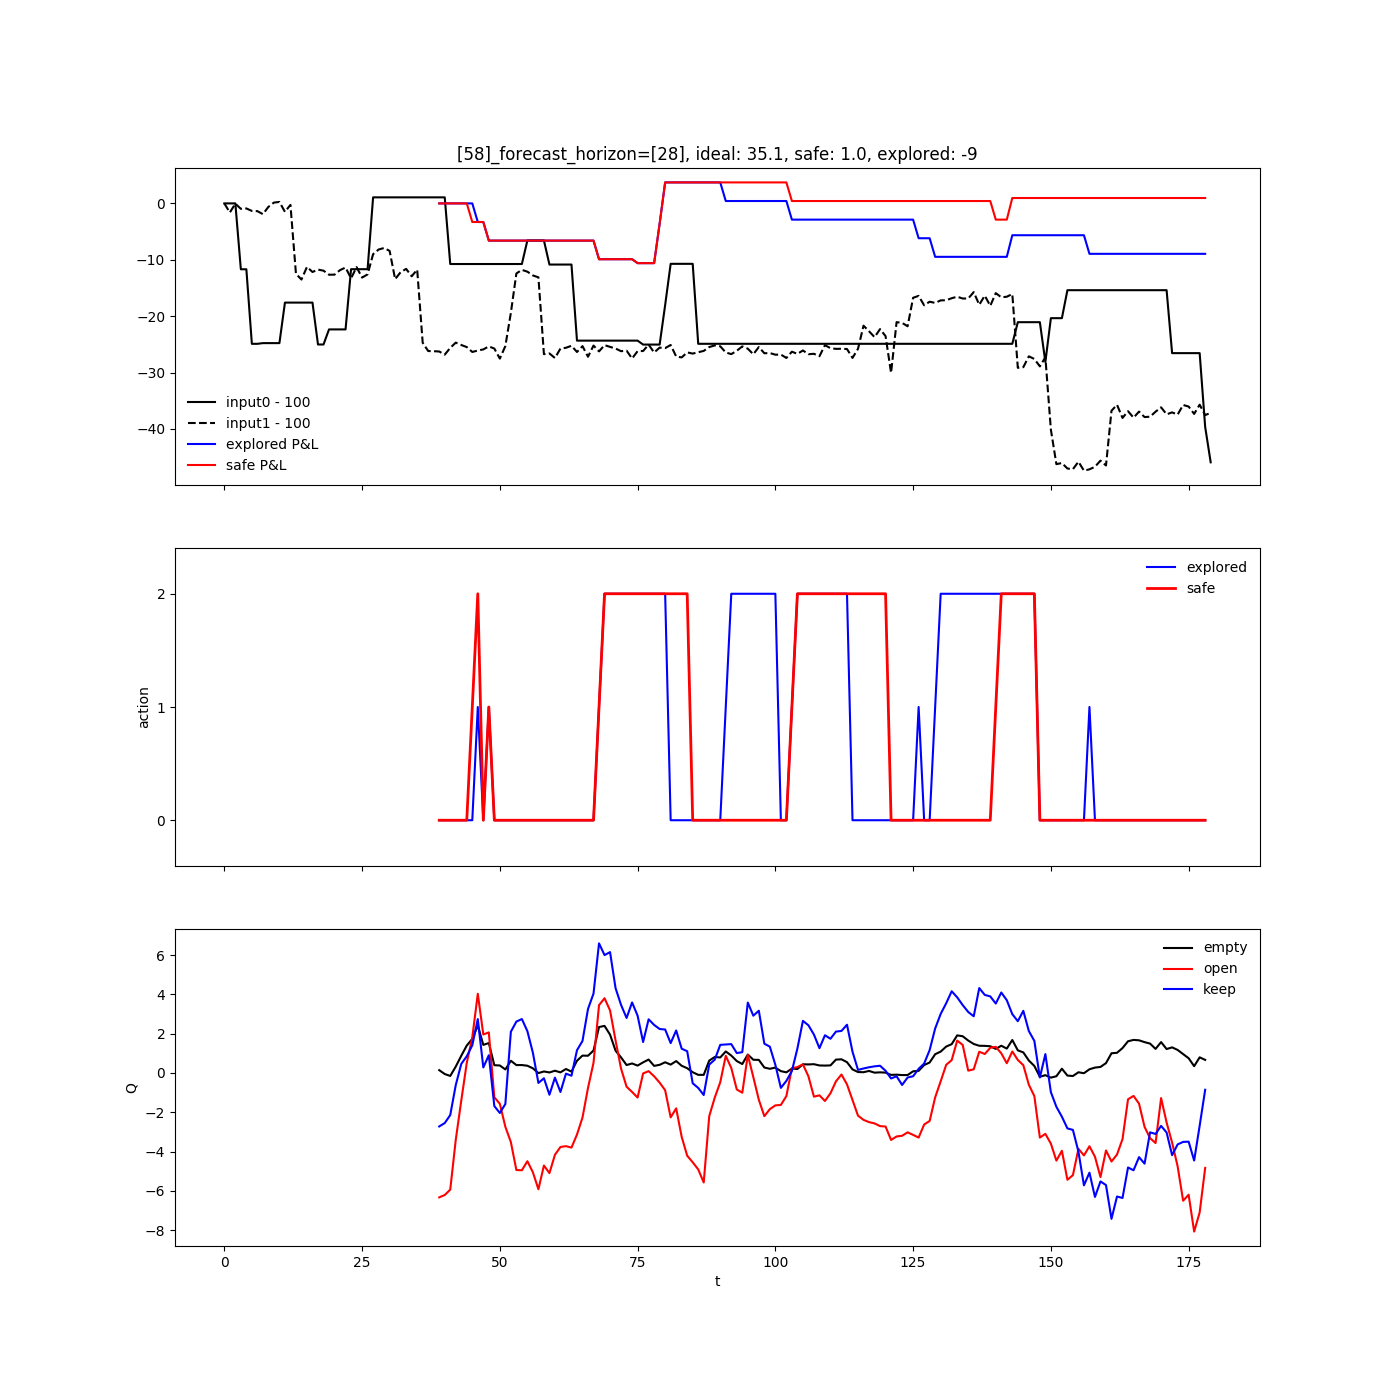 [58]_forecast_horizon=[28], ideal: 35.1, safe: 1.0, explored: -9
0
−10
−20
−30
−40
input0 - 100
input1 - 100
explored P&L
safe P&L
2
1
0
action
explored
safe
6
4
2
0
−2
−4
−6
−8
Q
empty
open
keep
0
25
50
75
100
125
150
175
t